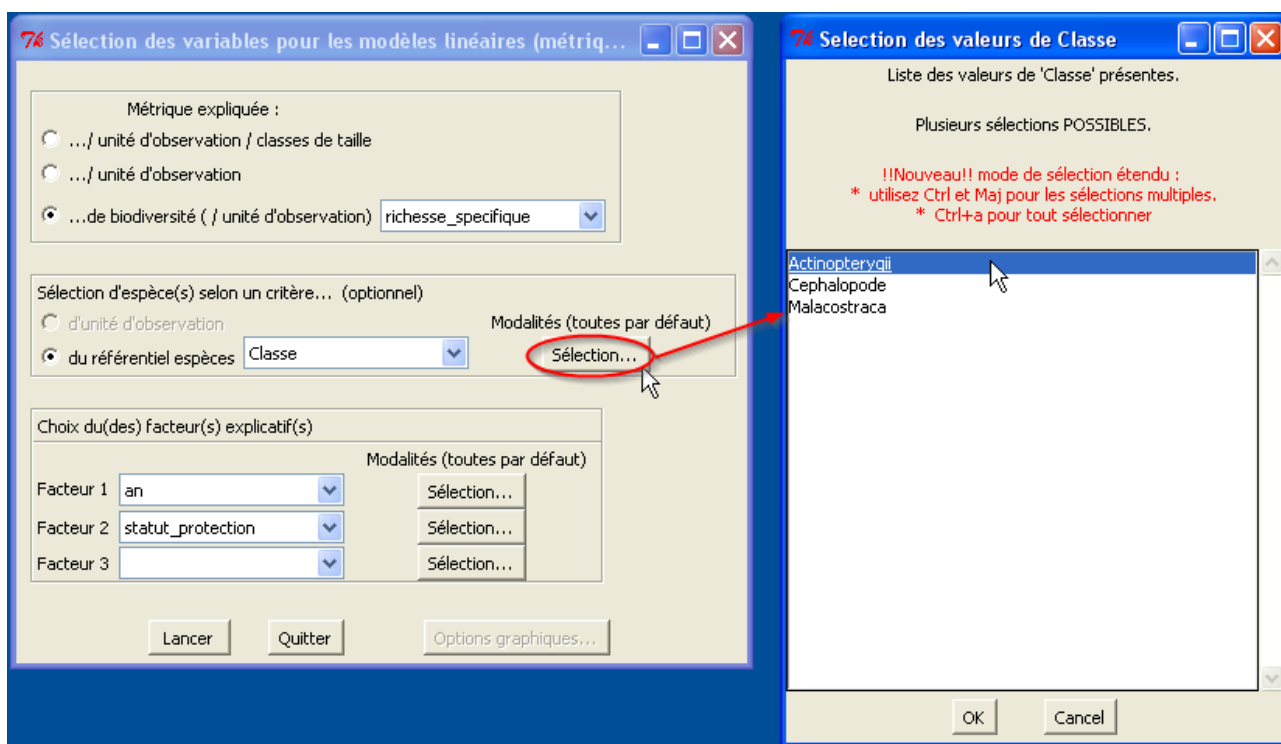 Sélection des variables pour les modèles linéaires (métriq...
Métrique expliquée :
.../ unité d'observation / classes de taille
.../ unité d'observation
...de biodiversité ( / unité d'observation) richesse_specifique
Sélection d'espèce(s) selon un critère... (optionnel)
d'unité d'observation Modalités (toutes par défaut)
du référentiel espèces Classe Sélection...
Choix du(des) facteur(s) explicatif(s)
Modalités (toutes par défaut)
Facteur 1 an Sélection...
Facteur 2 statut_protection Sélection...
Facteur 3 Sélection...
Lancer Quitter Options graphiques...
Selection des valeurs de Classe
Liste des valeurs de 'Classe' présentes.
Plusieurs sélections POSSIBLES.
!!Nouveau!! mode de sélection étendu :
* utilisez Ctrl et Maj pour les sélections multiples.
* Ctrl+a pour tout sélectionner
Actinopterygii
Cephalopode
Malacostraca
OK Cancel